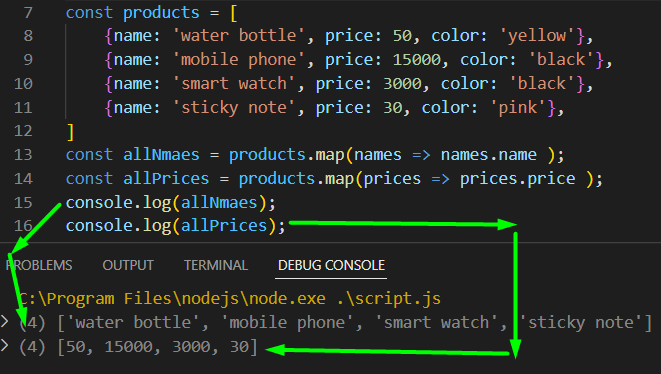 7 const products = [
8 {name: 'water bottle', price: 50, color: 'yellow'},
9 {name: 'mobile phone', price: 15000, color: 'black'},
10 {name: 'smart watch', price: 3000, color: 'black'},
11 {name: 'sticky note', price: 30, color: 'pink'},
12 ]
13 const allNmaes = products.map(names => names.name );
14 const allPrices = products.map(prices => prices.price );
15 console.log(allNmaes);
16 console.log(allPrices);
PROBLEMS OUTPUT TERMINAL DEBUG CONSOLE
C:\Program Files\nodejs\node.exe .\script.js
> (4) ['water bottle', 'mobile phone', 'smart watch', 'sticky note']
> (4) [50, 15000, 3000, 30]